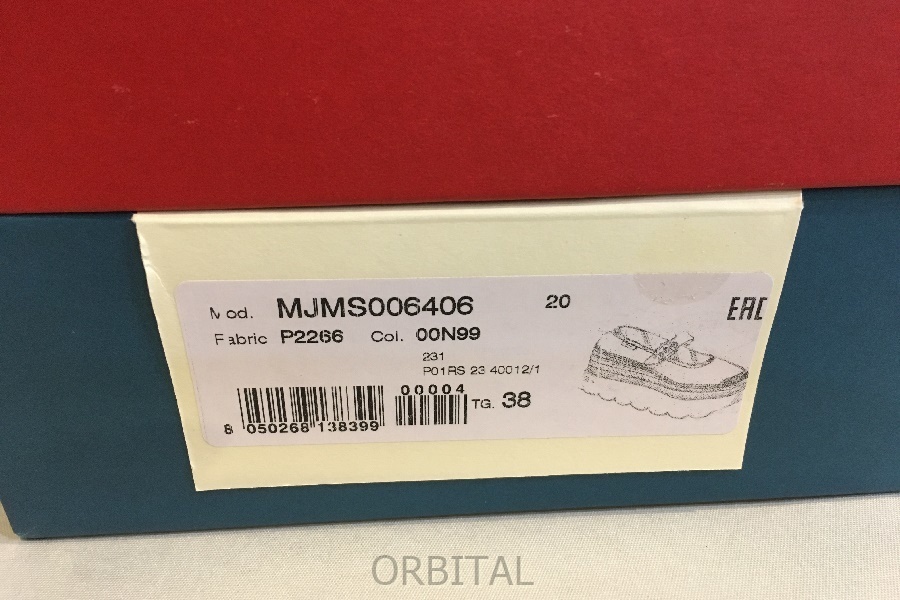 Mod. MJMS006406 20 EAC
Fabric P2266 Col. 00N99
231
P01RS 23 40012/1
00004
TG. 38
8 050268 138399
ORBITAL